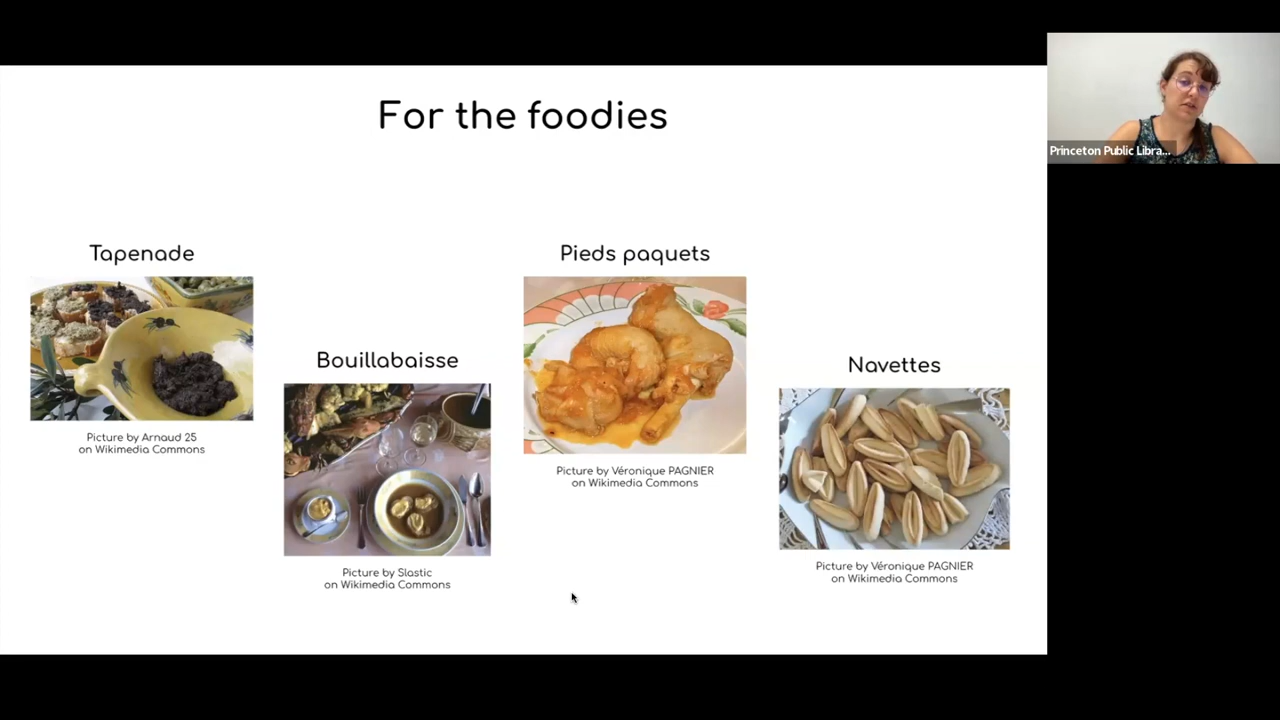 For the foodies
Princeton Public Libra...
Tapenade
Picture by Arnaud 25
on Wikimedia Commons
Bouillabaisse
Picture by Slastic
on Wikimedia Commons
Pieds paquets
Picture by Véronique PAGNIER
on Wikimedia Commons
Navettes
Picture by Véronique PAGNIER
on Wikimedia Commons